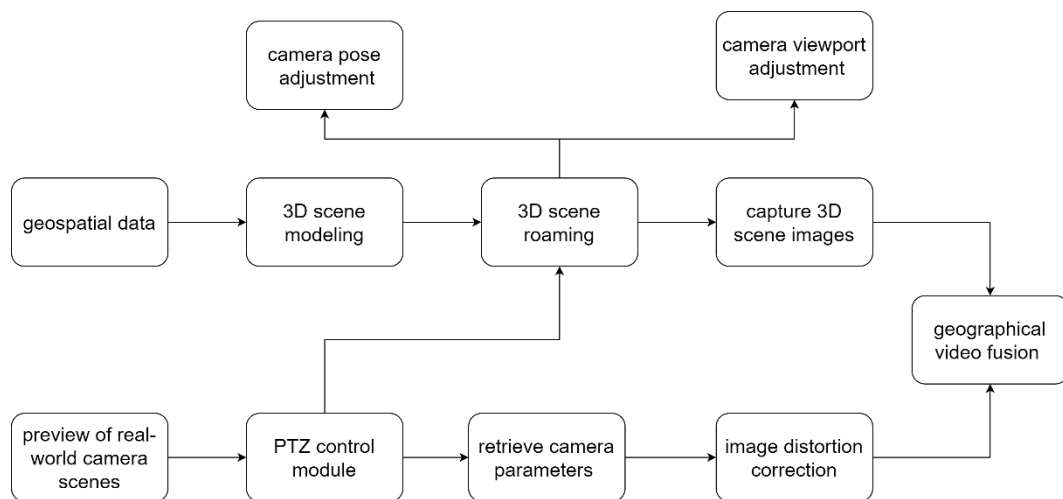 camera pose
adjustment
camera viewport
adjustment
geospatial data
3D scene
modeling
3D scene
roaming
capture 3D
scene images
geographical
video fusion
preview of real-
world camera
scenes
PTZ control
module
retrieve camera
parameters
image distortion
correction